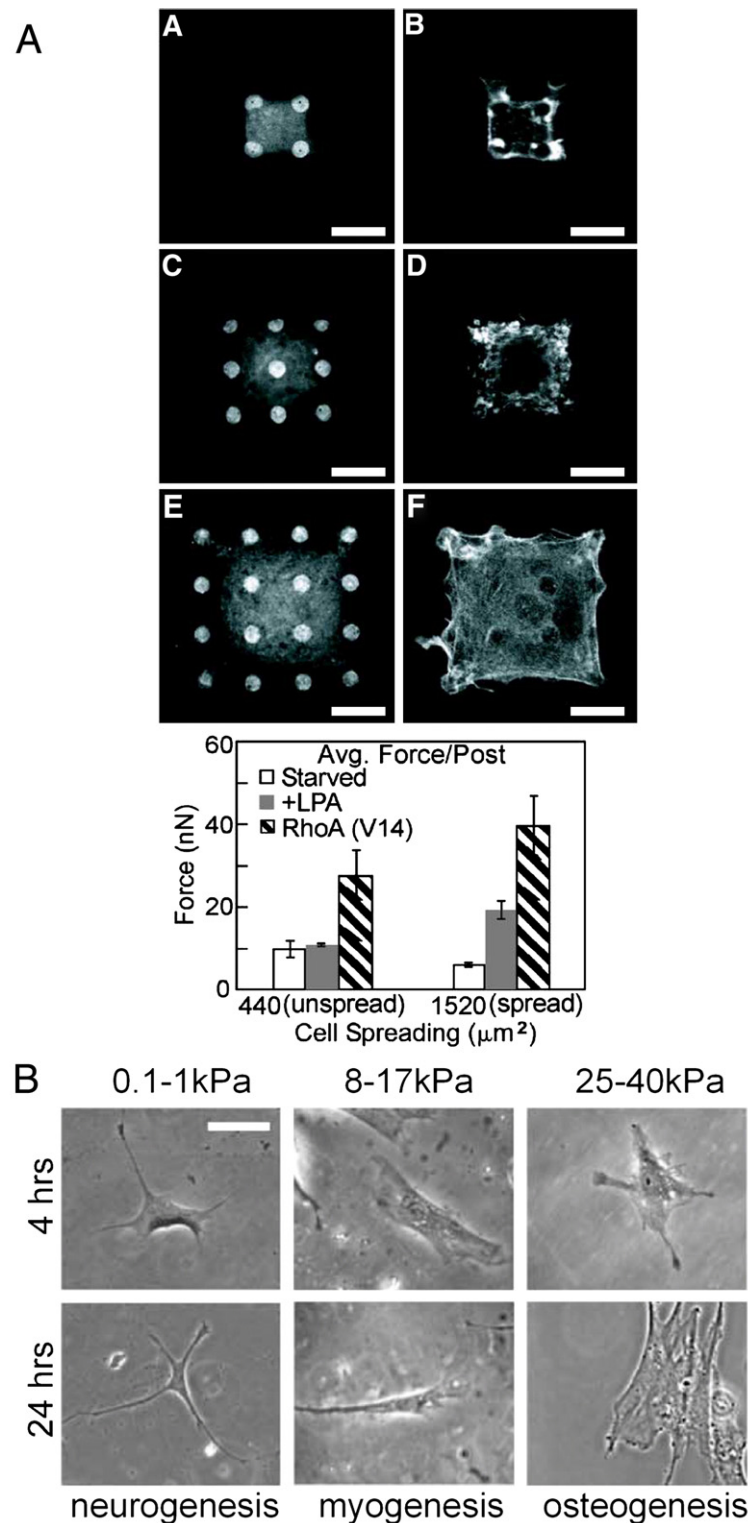 A
A
B
C
D
E
F
60
Avg. Force/Post
Starved
+LPA
40
RhoA (V14)
Force (nN)
20
0
440(unspread) 1520(spread)
Cell Spreading (μm²)
B
0.1-1kPa 8-17kPa 25-40kPa
4 hrs
24 hrs
neurogenesis myogenesis osteogenesis